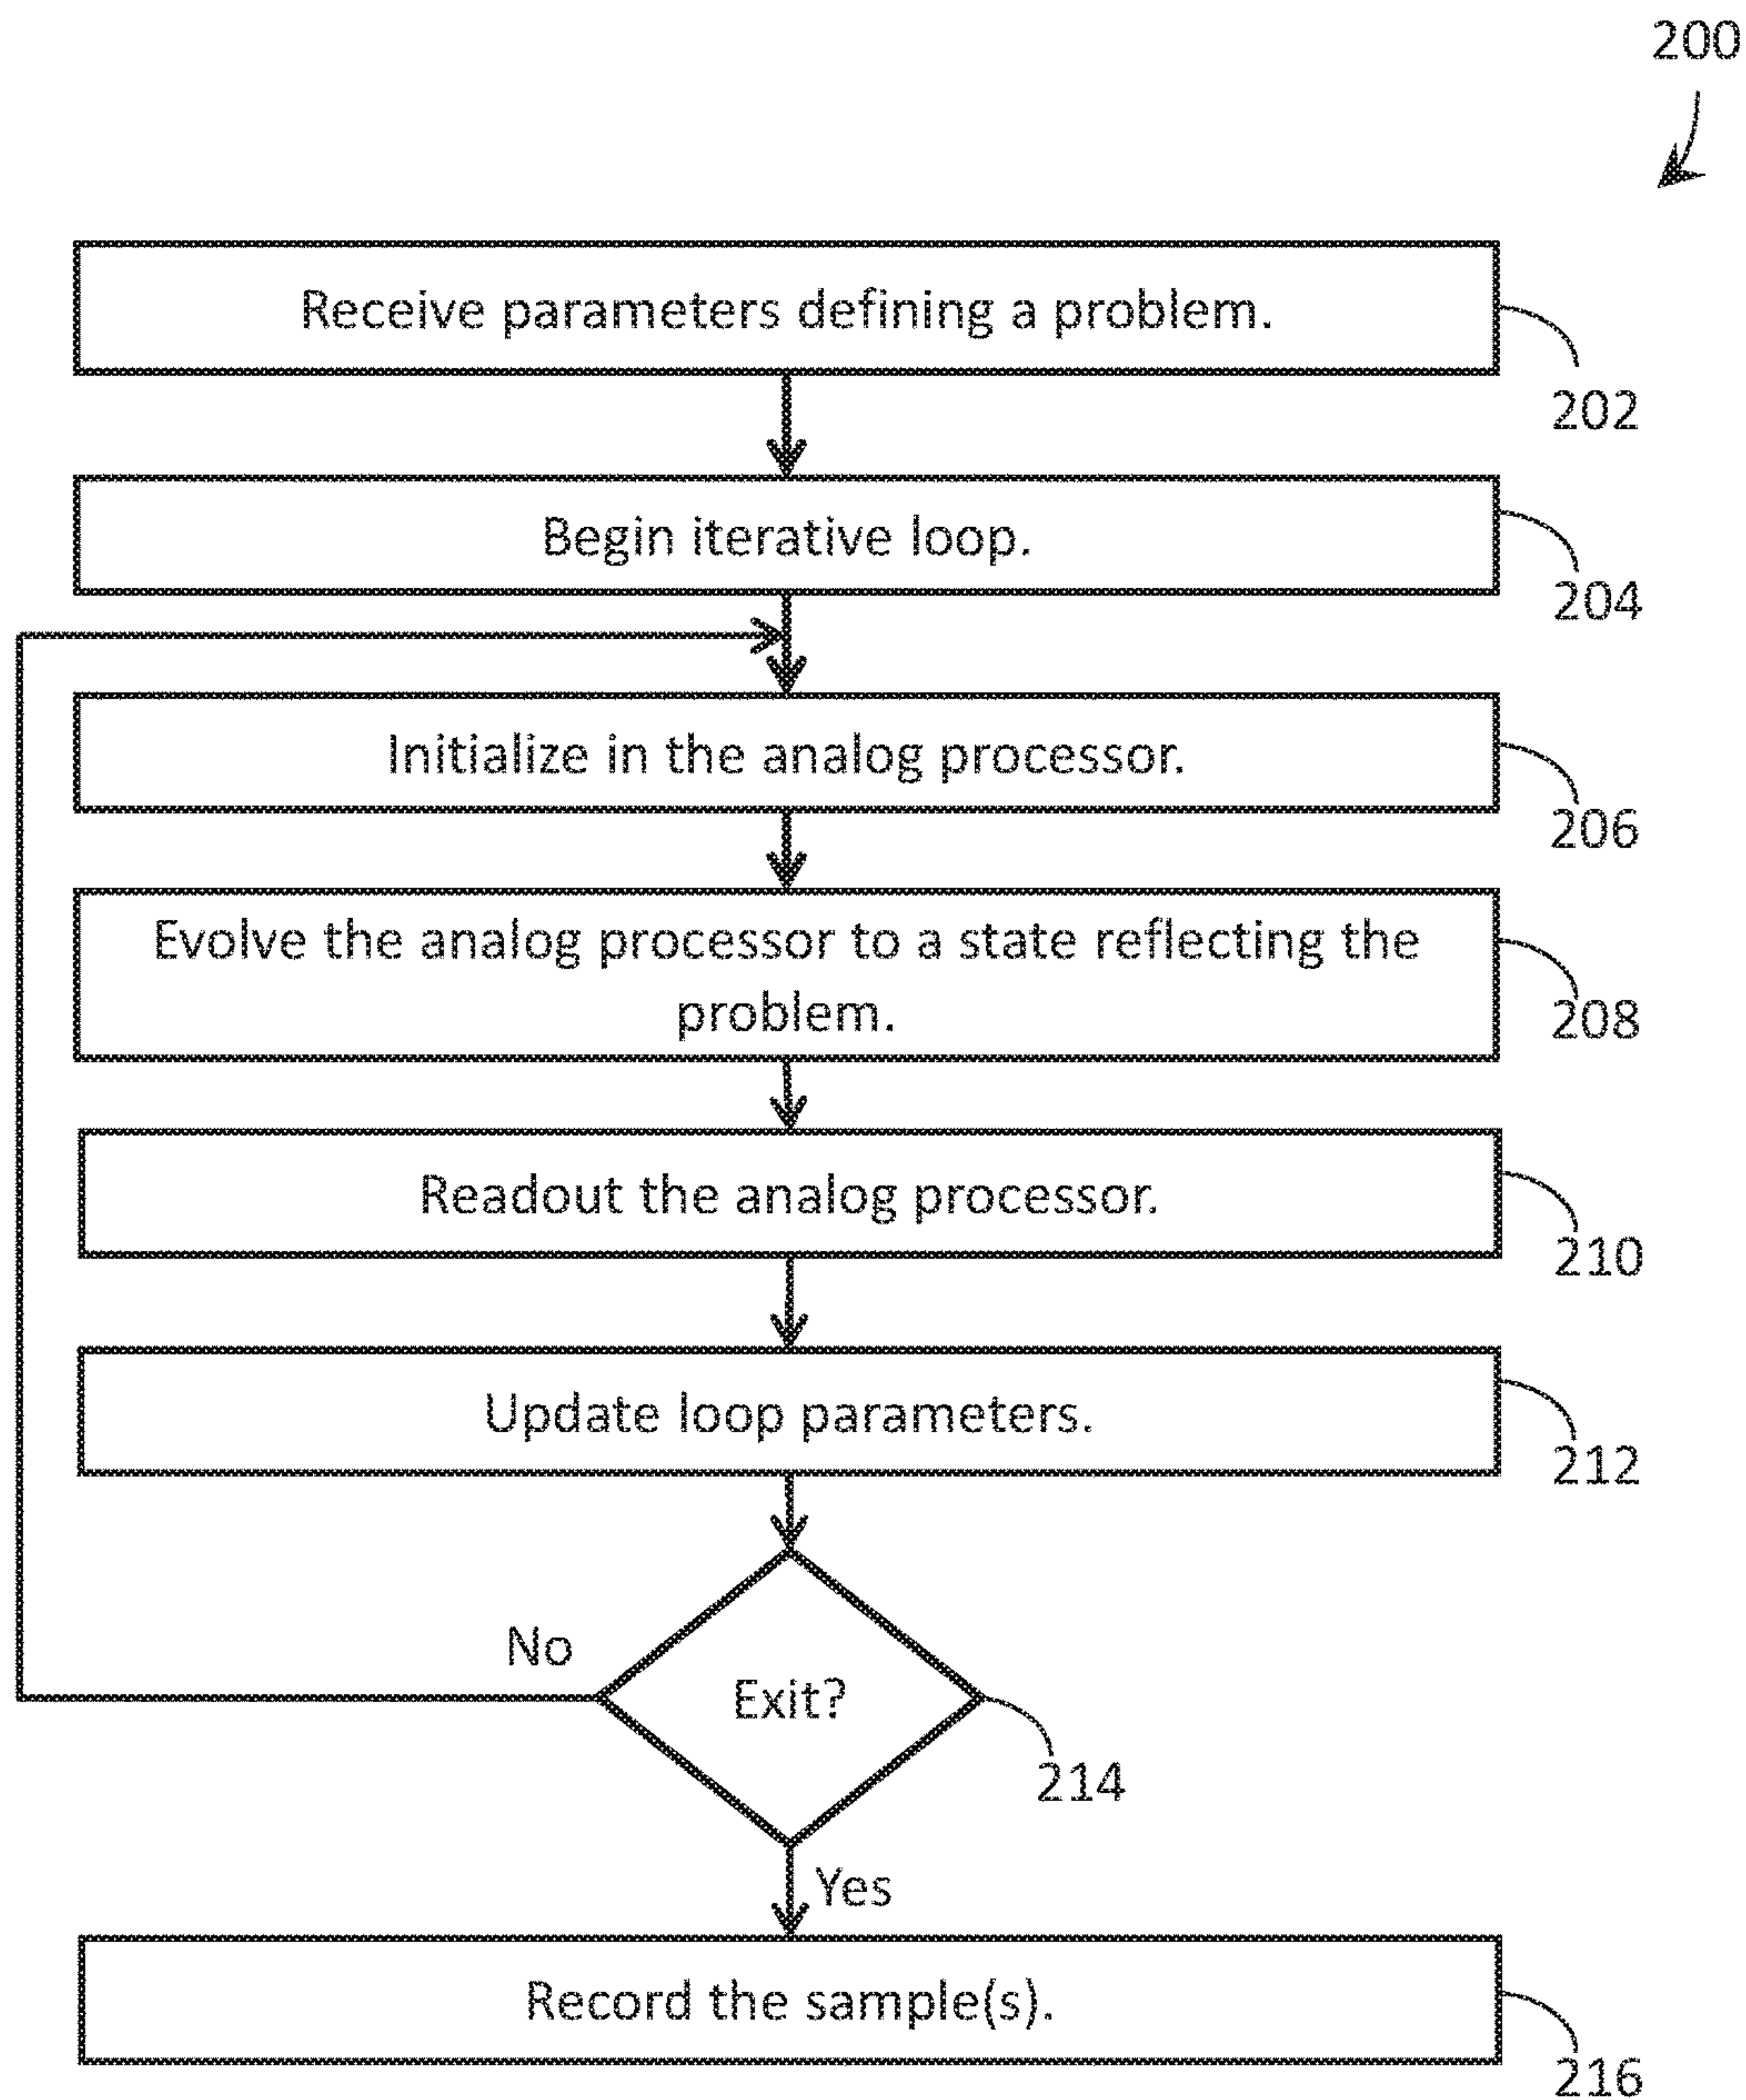 200
Receive parameters defining a problem.
202
Begin iterative loop.
204
Initialize in the analog processor.
206
Evolve the analog processor to a state reflecting the
problem.
208
Readout the analog processor.
210
Update loop parameters.
212
No
Exit?
214
Yes
Record the sample(s).
216